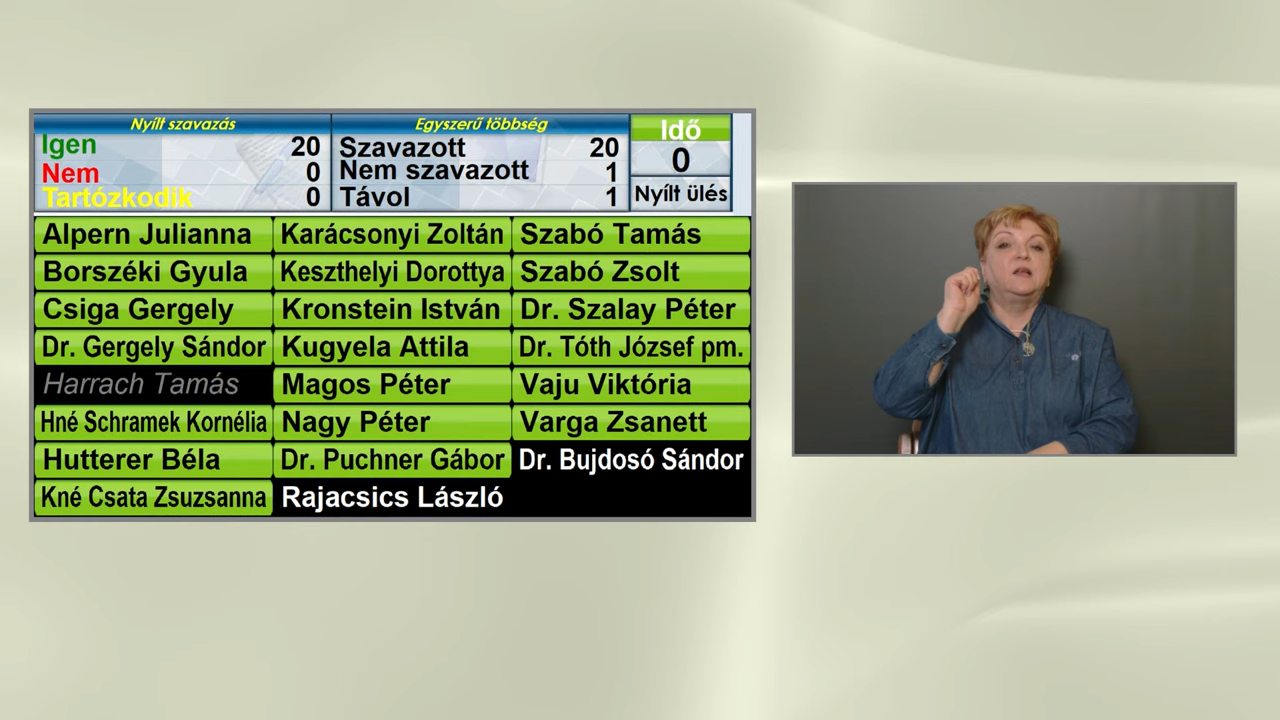 Nyílt szavazás
Igen 20
Nem 0
Tartózkodik 0
Egyszerű többség
Szavazott 20
Nem szavazott 1
Távol 1
Idő
0
Nyílt ülés
Alpern Julianna Karácsonyi Zoltán Szabó Tamás
Borszéki Gyula Keszthelyi Dorottya Szabó Zsolt
Csiga Gergely Kronstein István Dr. Szalay Péter
Dr. Gergely Sándor Kugyela Attila Dr. Tóth József pm.
Harrach Tamás Magos Péter Vaju Viktória
Hné Schramek Kornélia Nagy Péter Varga Zsanett
Hutterer Béla Dr. Puchner Gábor Dr. Bujdosó Sándor
Kné Csata Zsuzsanna Rajacsics László